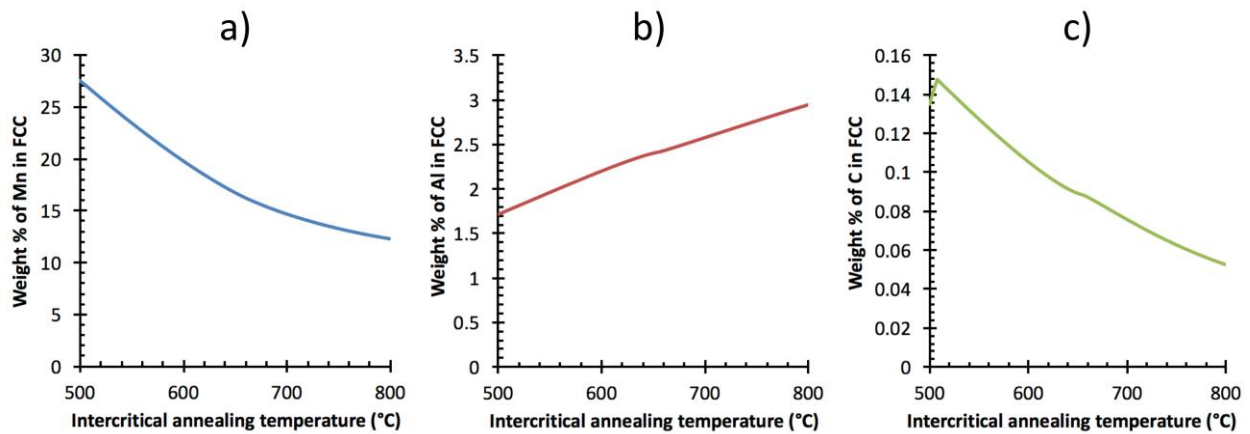 a)
Weight % of Mn in FCC
30
25
20
15
10
5
0
500 600 700 800
Intercritical annealing temperature (°C)
b)
Weight % of Al in FCC
3.5
3
2.5
2
1.5
1
0.5
0
500 600 700 800
Intercritical annealing temperature (°C)
c)
Weight % of C in FCC
0.16
0.14
0.12
0.1
0.08
0.06
0.04
0.02
0
500 600 700 800
Intercritical annealing temperature (°C)